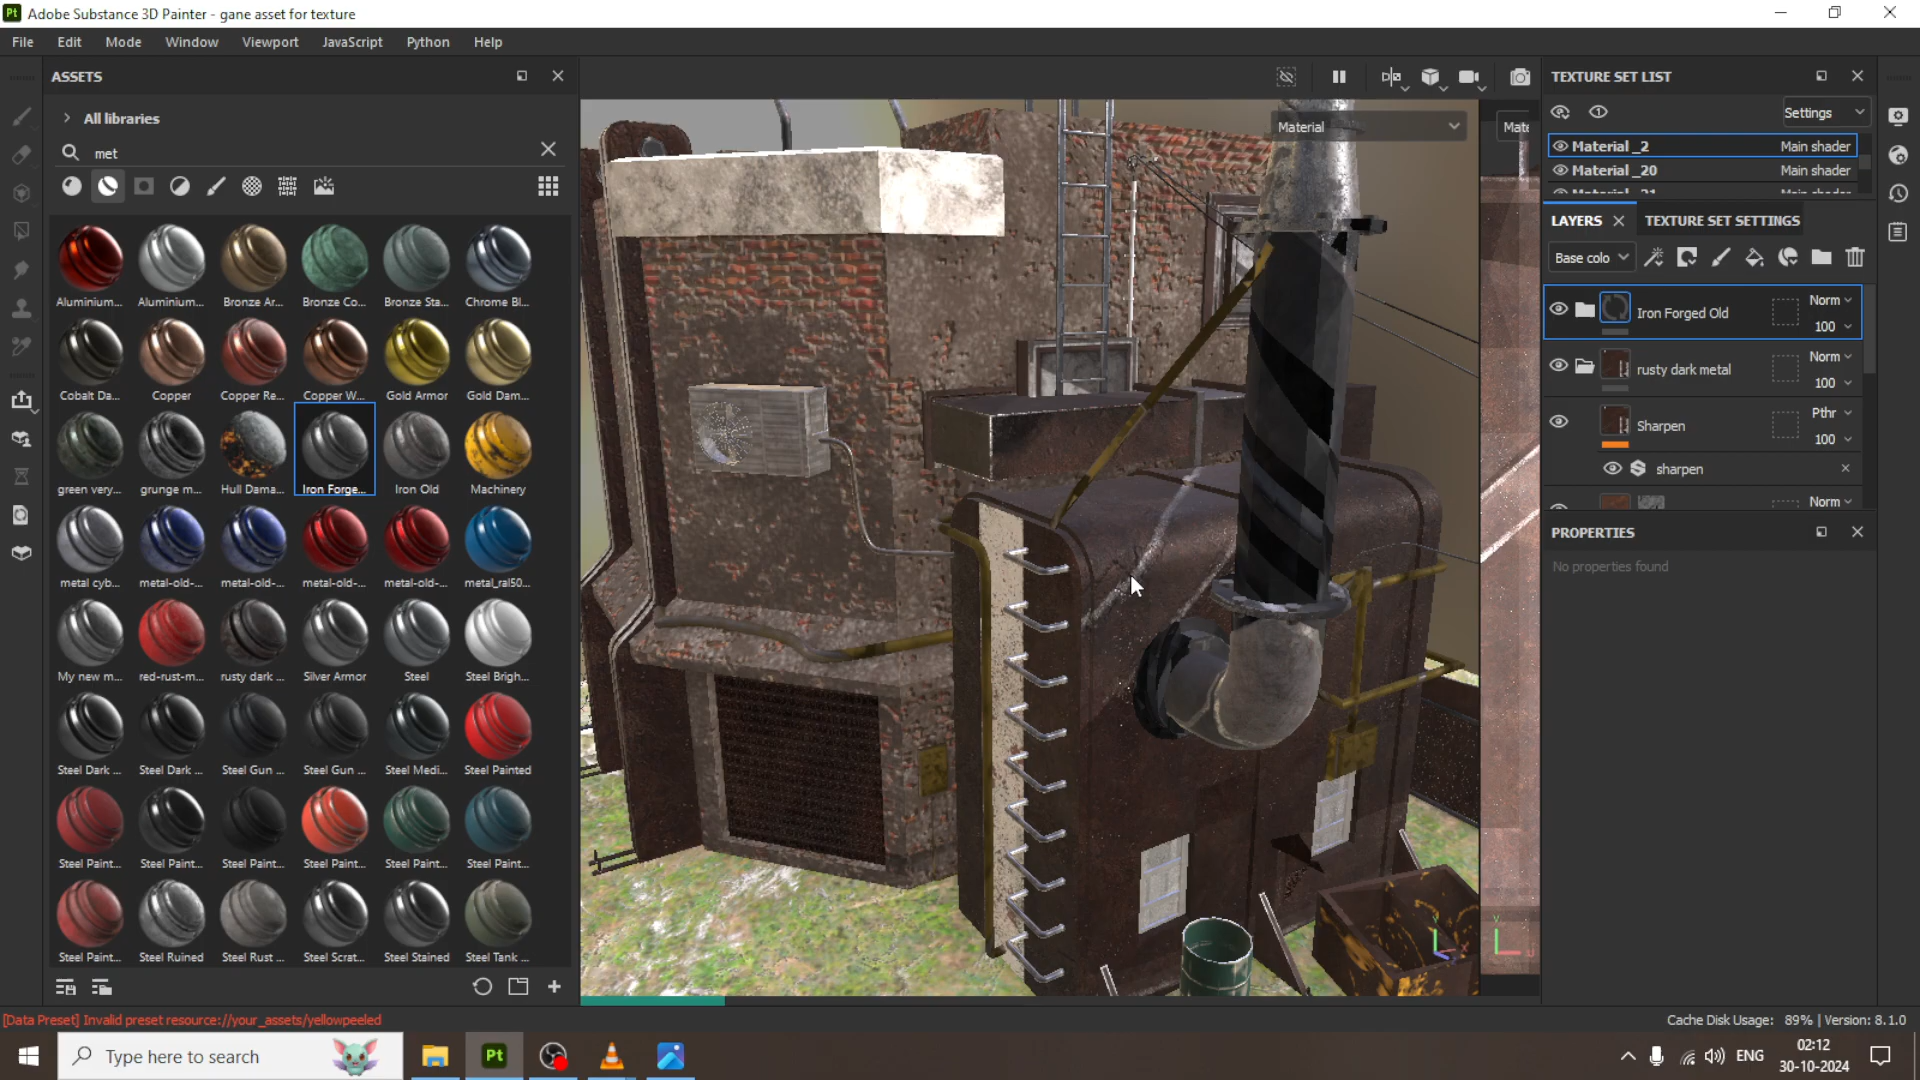 Adobe Substance 3D Painter - gane asset for texture
File Edit Mode Window Viewport JavaScript Python Help
ASSETS
All libraries
met
Aluminium... Aluminium... Bronze Ar... Bronze Co... Bronze Sta... Chrome Bl...
Cobalt Da... Copper Copper Re... Copper W... Gold Armor Gold Dam...
green very... grunge m... Hull Dama... Iron Forge... Iron Old Machinery
metal cyb... metal-old-... metal-old-... metal-old-... metal-old-... metal_ral50...
My new m... red-rust-m... rusty dark ... Silver Armor Steel Steel Brigh...
Steel Dark ... Steel Dark ... Steel Gun ... Steel Gun ... Steel Medi... Steel Painted
Steel Paint... Steel Paint... Steel Paint... Steel Paint... Steel Paint... Steel Paint...
Steel Paint... Steel Ruined Steel Rust ... Steel Scrat... Steel Stained Steel Tank ...
Material
Mate
TEXTURE SET LIST
Settings
Material _2 Main shader
Material _20 Main shader
LAYERS TEXTURE SET SETTINGS
Base colo
Iron Forged Old Norm 100
rusty dark metal Norm 100
Sharpen Pthr 100
sharpen
Norm
PROPERTIES
No properties found
[Data Preset] Invalid preset resource://your_assets/yellowpeeled
Cache Disk Usage: 89% | Version: 8.1.0
Type here to search
ENG
02:12
30-10-2024